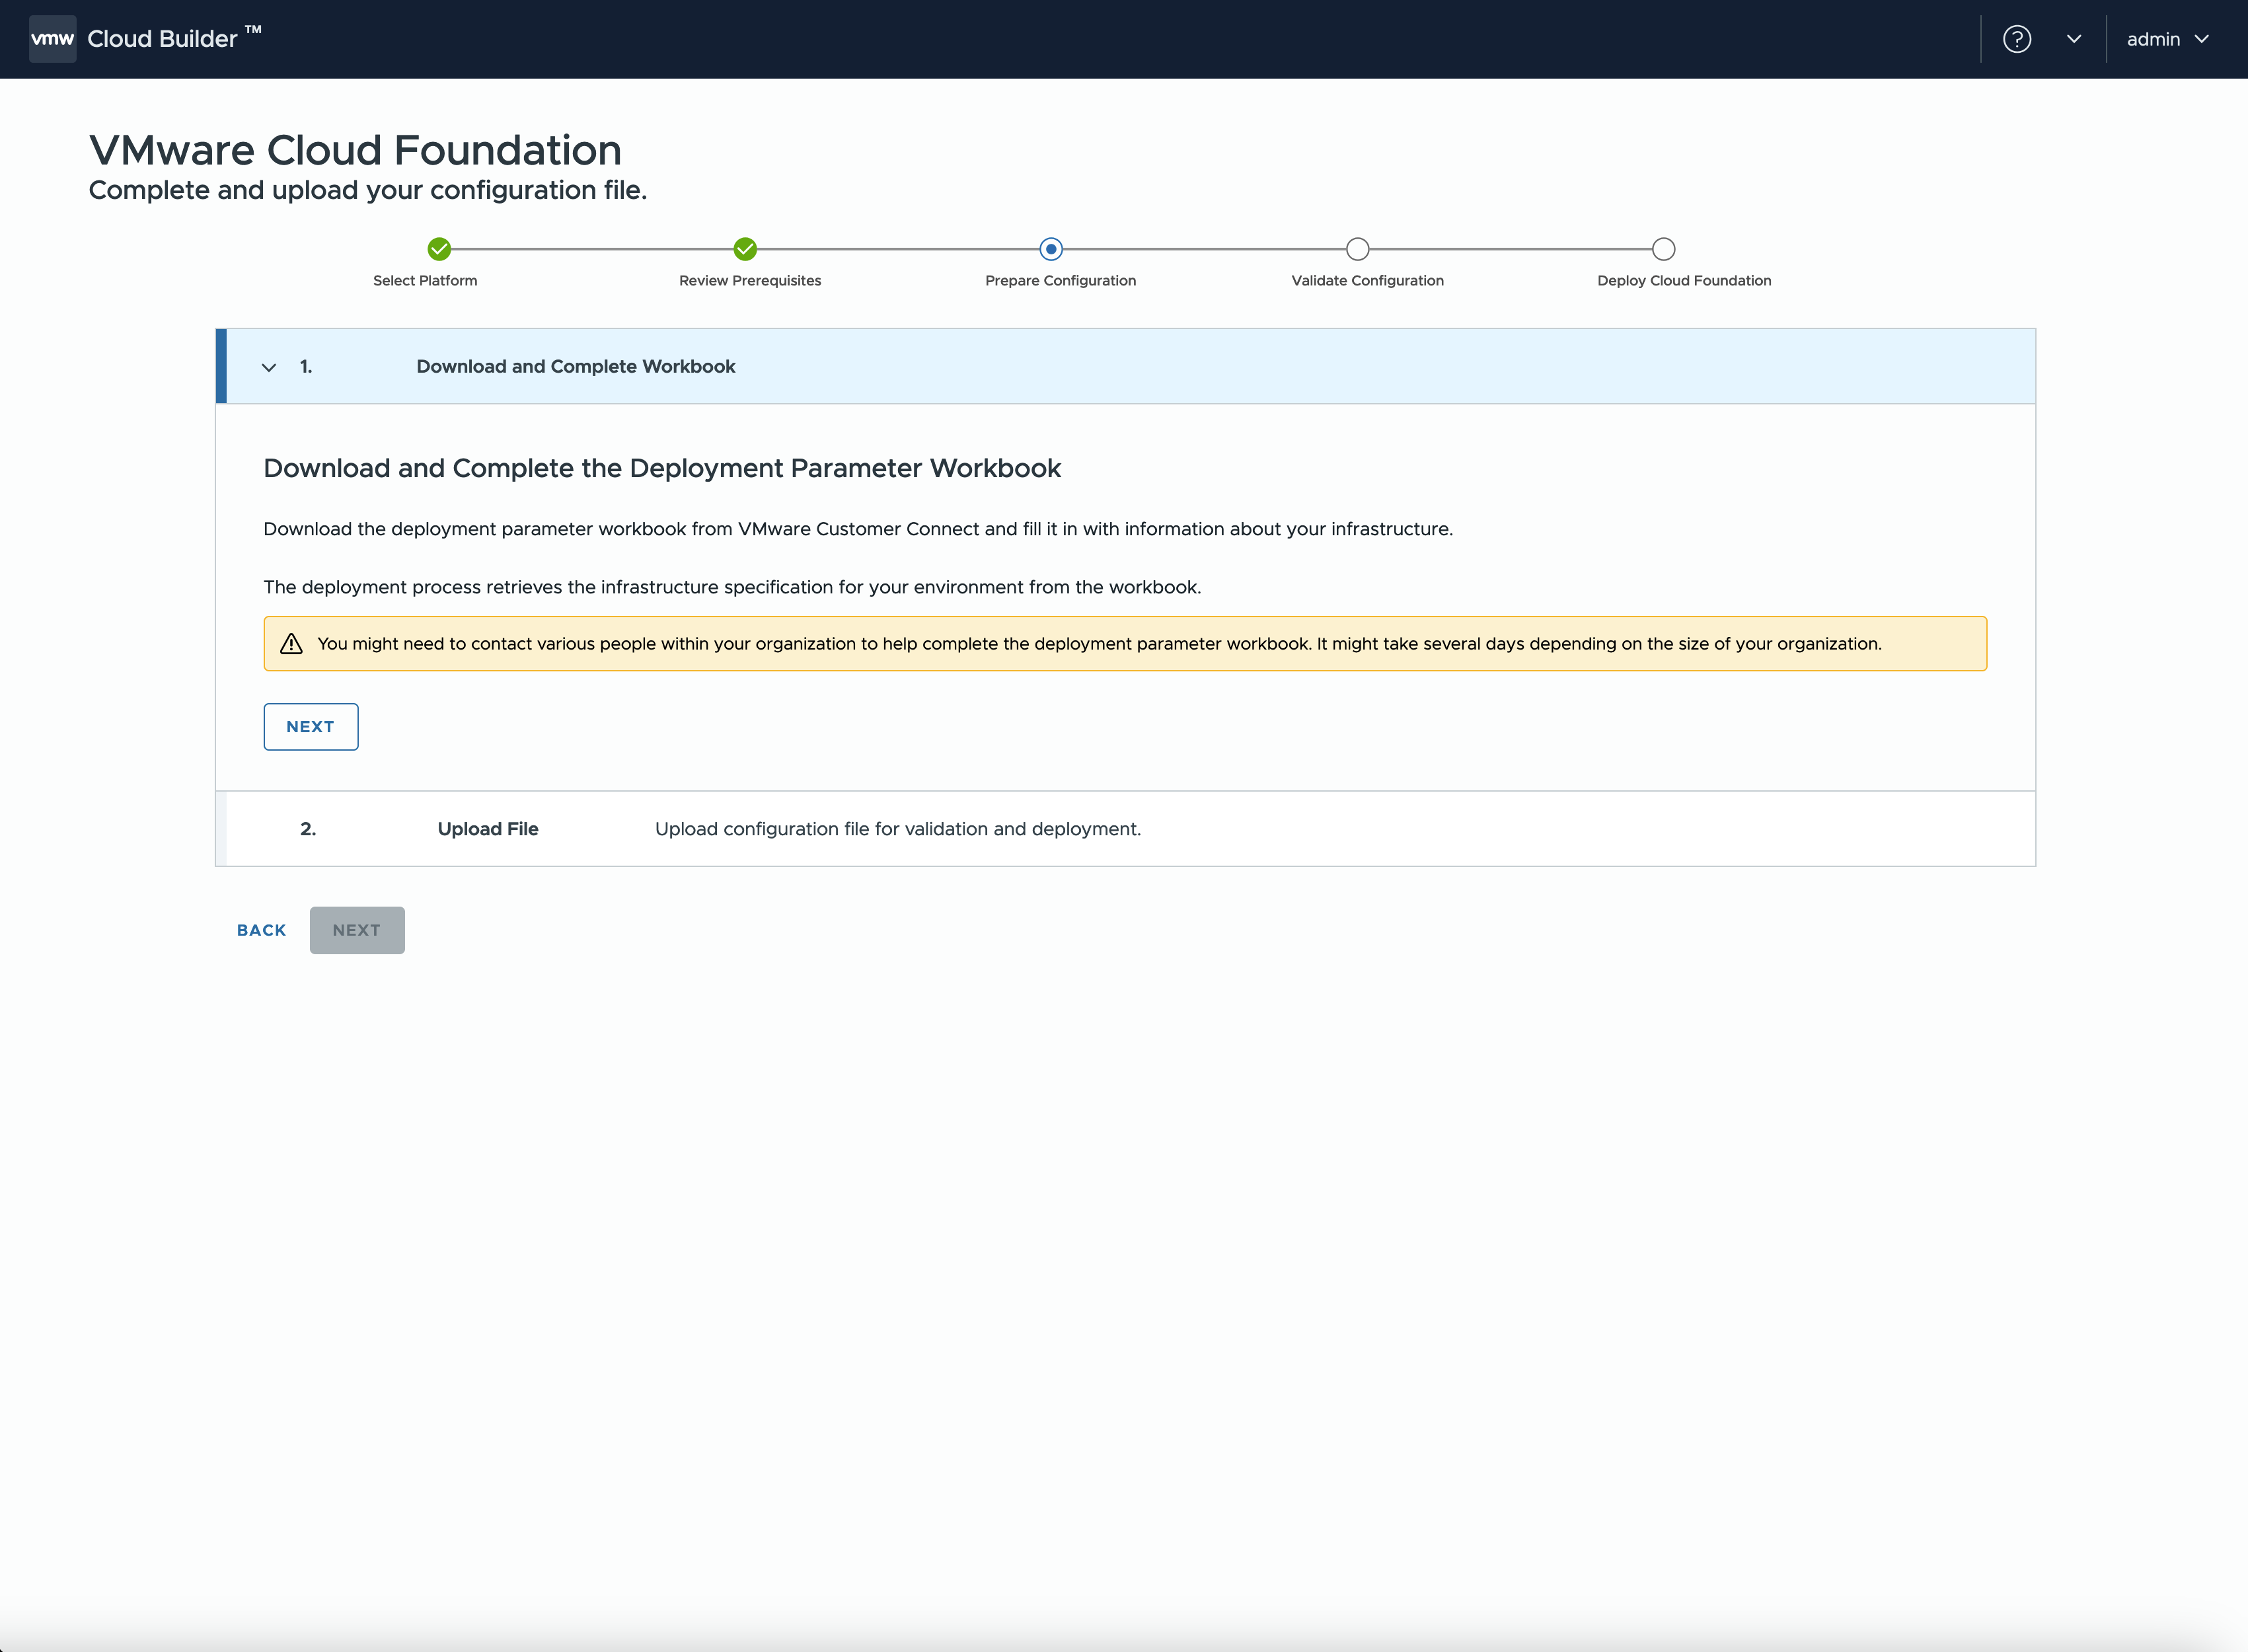 vmw Cloud Builder ™
admin
VMware Cloud Foundation
Complete and upload your configuration file.
Select Platform
Review Prerequisites
Prepare Configuration
Validate Configuration
Deploy Cloud Foundation
1. Download and Complete Workbook
Download and Complete the Deployment Parameter Workbook
Download the deployment parameter workbook from VMware Customer Connect and fill it in with information about your infrastructure.
The deployment process retrieves the infrastructure specification for your environment from the workbook.
You might need to contact various people within your organization to help complete the deployment parameter workbook. It might take several days depending on the size of your organization.
NEXT
2. Upload File Upload configuration file for validation and deployment.
BACK NEXT